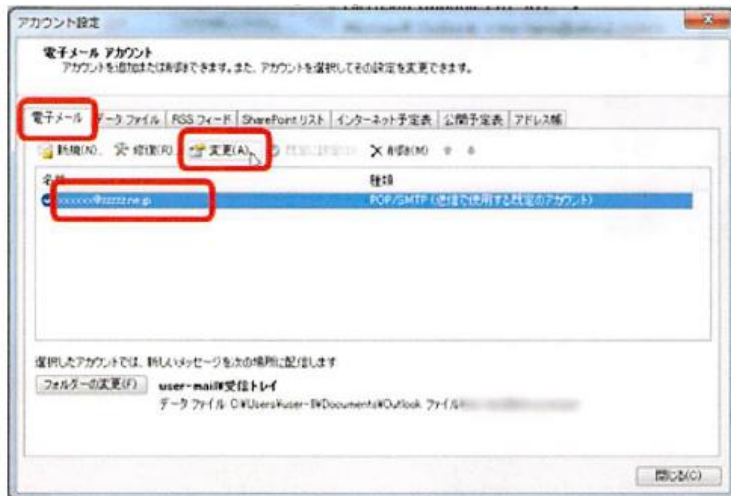 アカウント設定
電子メール アカウント
アカウントを追加または削除できます。また、アカウントを選択してその設定を変更できます。
電子メール データ ファイル RSS フィード SharePoint リスト インターネット予定表 公開予定表 アドレス帳
新規(N)... 修復(R)... 変更(A)... 既定に設定(D) 削除(M)
名前 種類
xxxxxx@zzzzz.ne.jp POP/SMTP (送信で使用する既定のアカウント)
選択したアカウントでは、新しいメッセージを次の場所に配信します
フォルダーの変更(F) user-mail¥受信トレイ
データ ファイル C:¥Users¥user-¥Documents¥Outlook ファイル¥
閉じる(C)